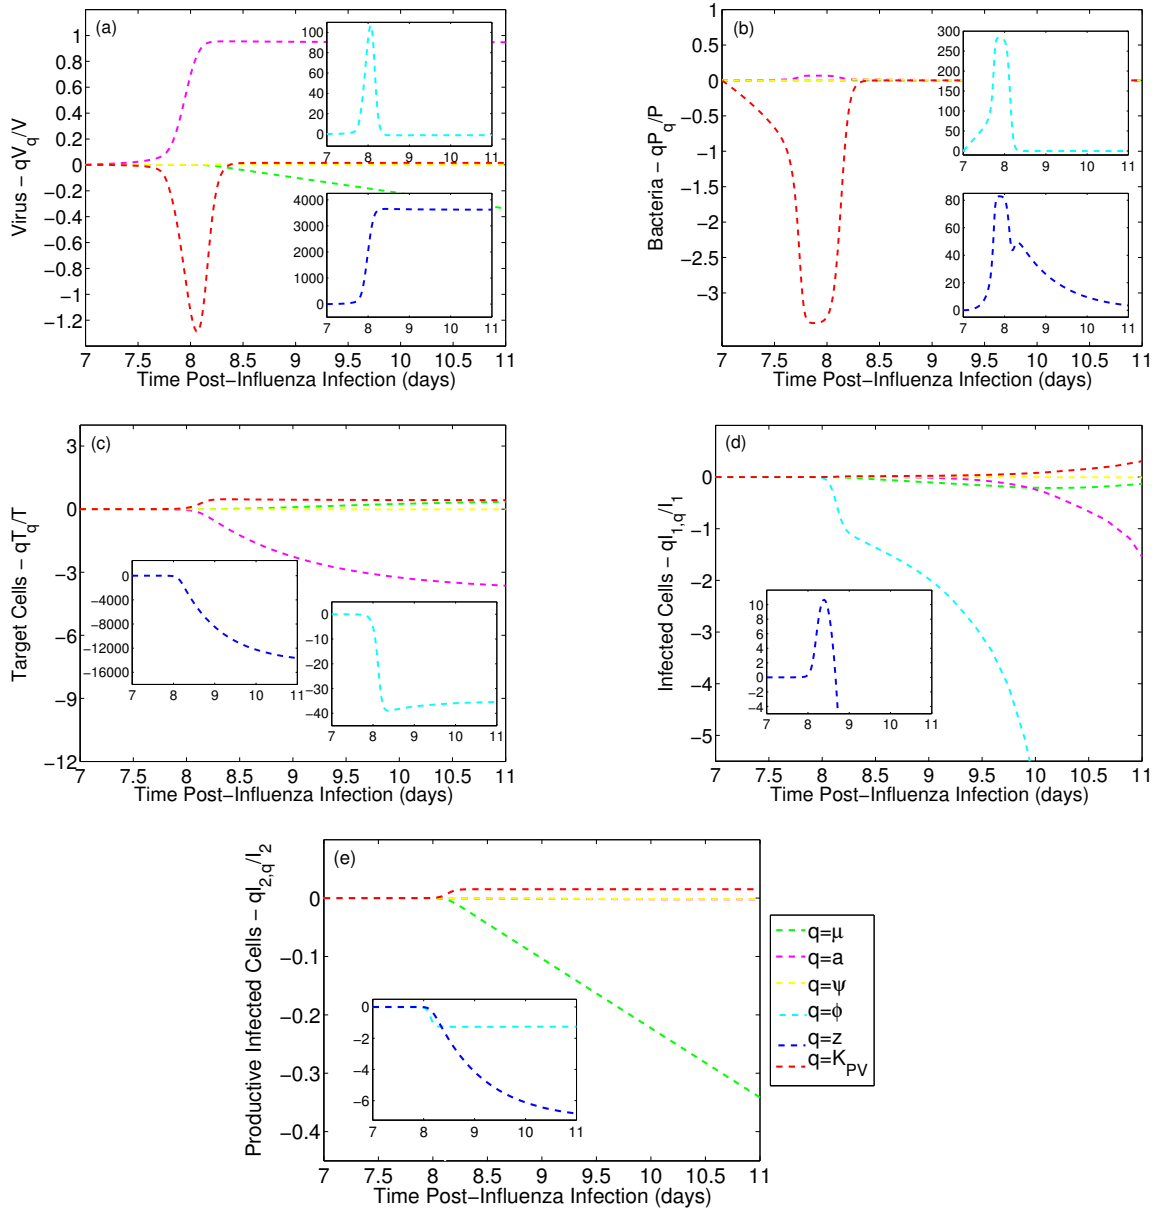 (a)
Virus − qV_q/V
1
0.8
0.6
0.4
0.2
0
−0.2
−0.4
−0.6
−0.8
−1
−1.2
7 7.5 8 8.5 9 9.5 10 10.5 11
Time Post−Influenza Infection (days)
100
80
60
40
20
0
7 8 9 10 11
4000
3000
2000
1000
0
7 8 9 10 11
(b)
Bacteria − qP_q/P
1
0.5
0
−0.5
−1
−1.5
−2
−2.5
−3
7 7.5 8 8.5 9 9.5 10 10.5 11
Time Post−Influenza Infection (days)
300
250
200
150
100
50
0
7 8 9 10 11
80
60
40
20
0
7 8 9 10 11
(c)
Target Cells − qT_q/T
3
0
−3
−6
−9
−12
7 7.5 8 8.5 9 9.5 10 10.5 11
Time Post−Influenza Infection (days)
0
−4000
−8000
−12000
−16000
7 8 9 10 11
0
−10
−20
−30
−40
7 8 9 10 11
(d)
Infected Cells − qI_{1,q}/I_1
0
−1
−2
−3
−4
−5
7 7.5 8 8.5 9 9.5 10 10.5 11
Time Post−Influenza Infection (days)
10
8
6
4
2
0
−2
−4
7 8 9 10 11
(e)
Productive Infected Cells − qI_{2,q}/I_2
0
−0.1
−0.2
−0.3
−0.4
7 7.5 8 8.5 9 9.5 10 10.5 11
Time Post−Influenza Infection (days)
0
−2
−4
−6
7 8 9 10 11
q=μ
q=a
q=ψ
q=ϕ
q=z
q=K_{PV}